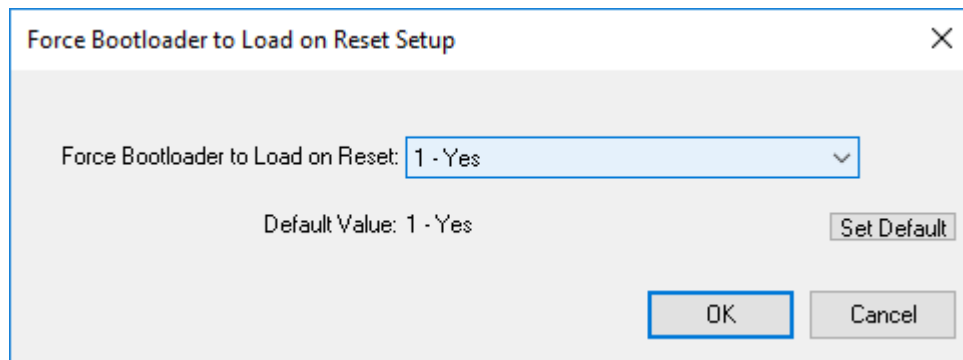 Force Bootloader to Load on Reset Setup
Force Bootloader to Load on Reset: 1 - Yes
Default Value: 1 - Yes
Set Default
OK
Cancel